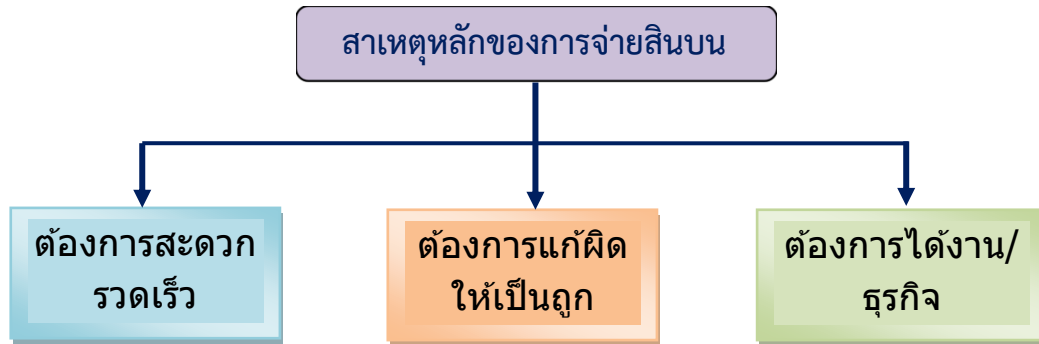 สาเหตุหลักของการจ่ายสินบน
ต้องการสะดวก
รวดเร็ว
ต้องการแก้ผิด
ให้เป็นถูก
ต้องการได้งาน/
ธุรกิจ